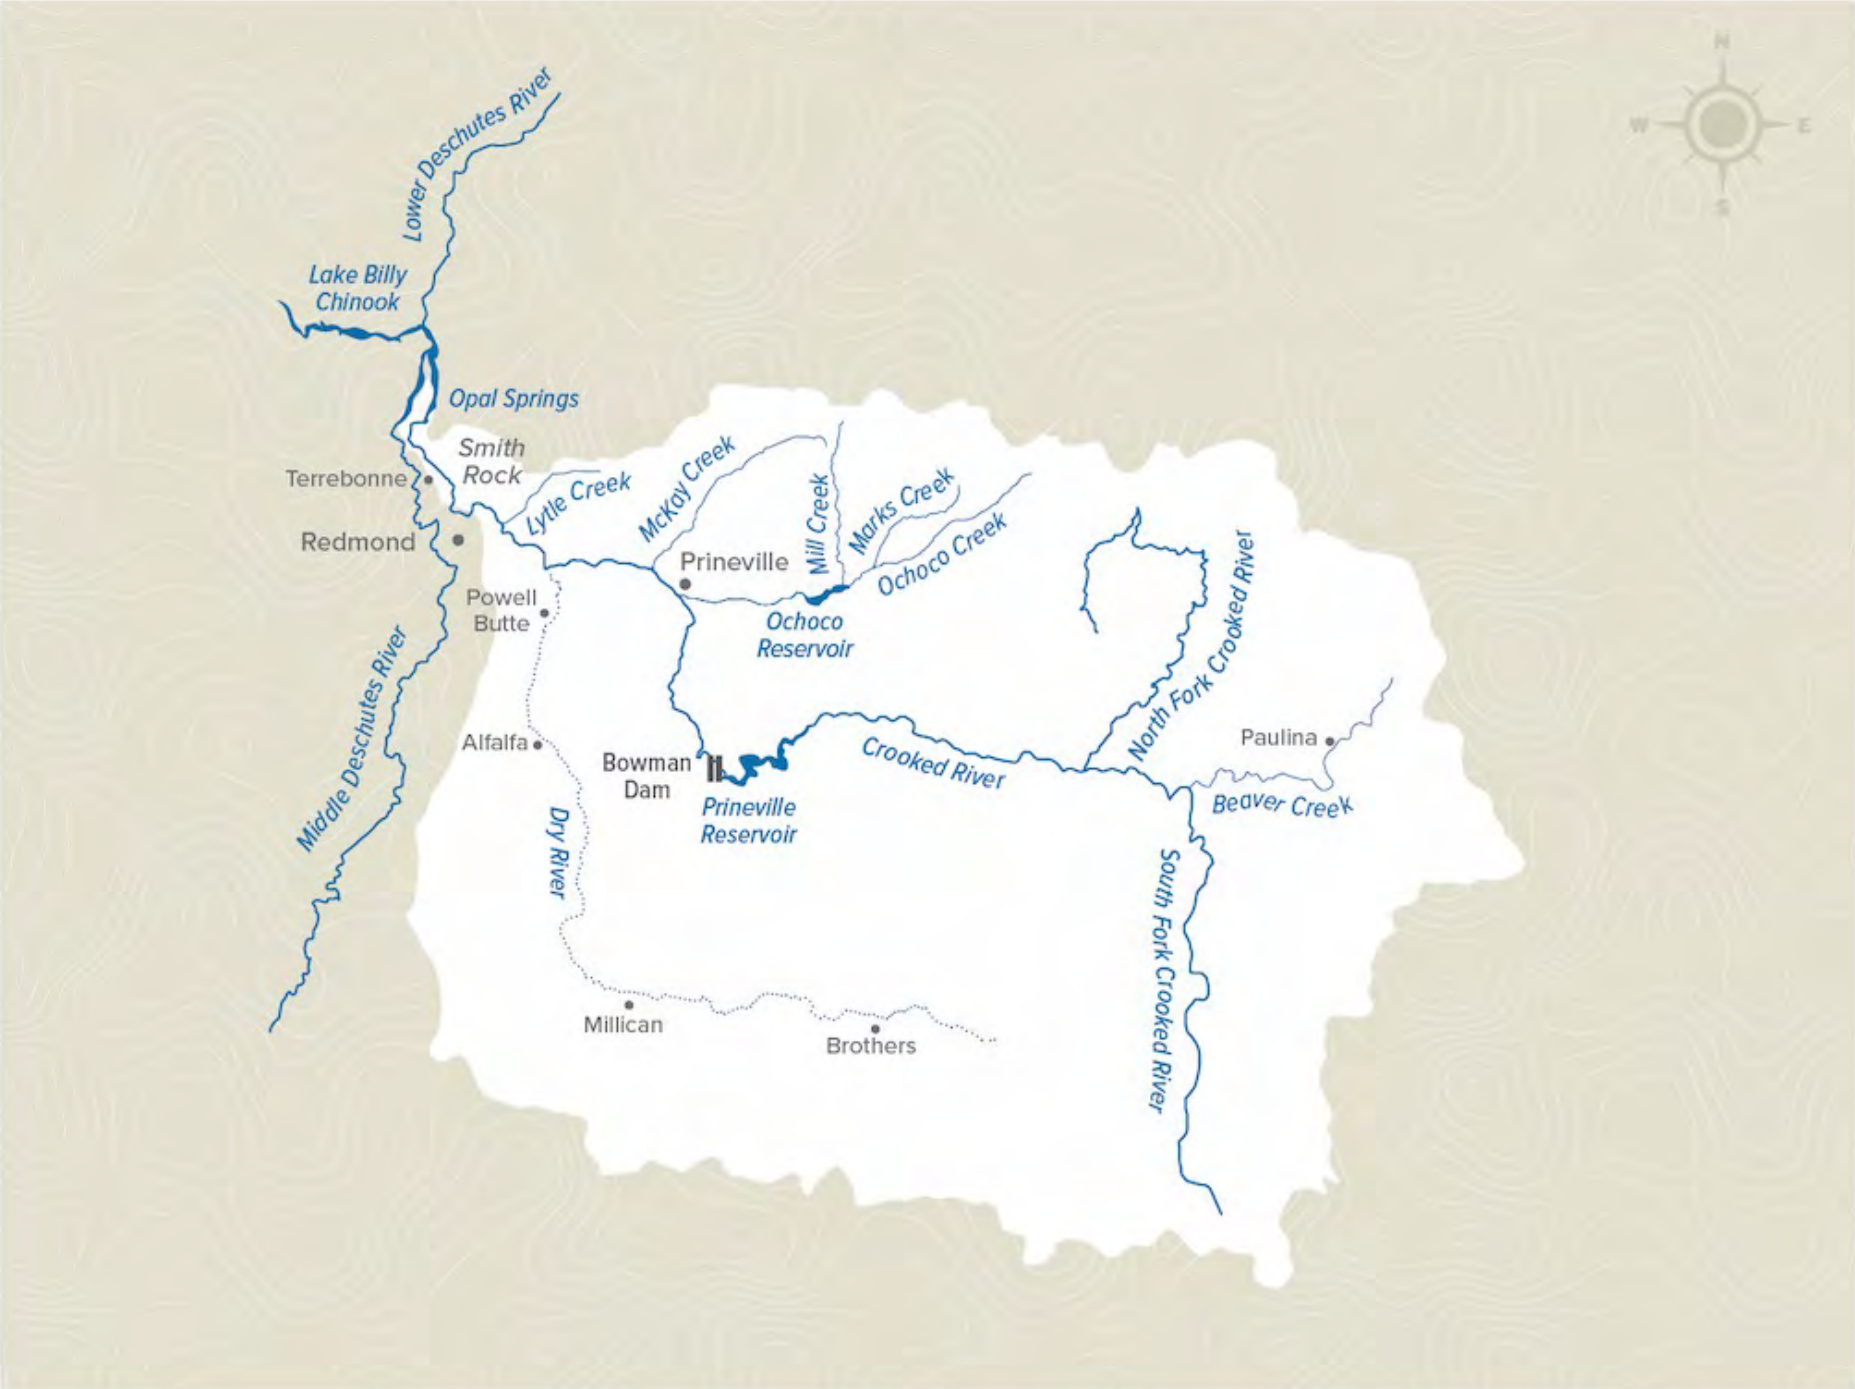 N
W
E
S
Lower Deschutes River
Lake Billy
Chinook
Opal Springs
Smith
Rock
Terrebonne
Lytle Creek
McKay Creek
Mill Creek
Marks Creek
Ochoco Creek
Redmond
Prineville
Powell
Butte
Ochoco
Reservoir
North Fork Crooked River
Middle Deschutes River
Alfalfa
Bowman
Dam
Crooked River
Paulina
Prineville
Reservoir
Beaver Creek
Dry River
South Fork Crooked River
Millican
Brothers